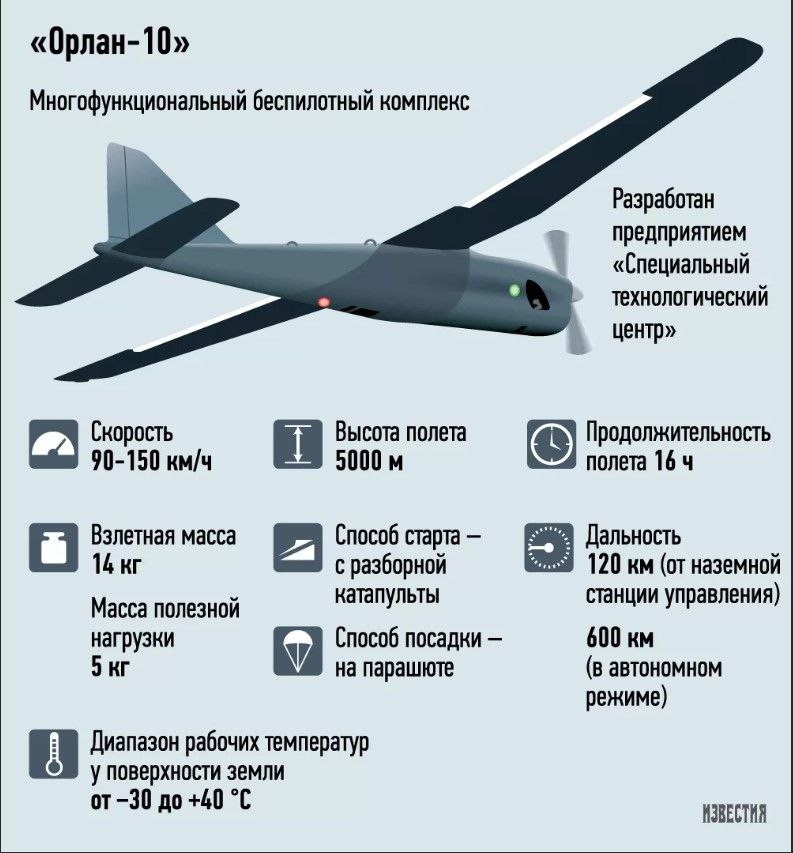 «Орлан-10»
Многофункциональный беспилотный комплекс
Разработан
предприятием
«Специальный
технологический
центр»
Скорость
90-150 км/ч
Высота полета
5000 м
Продолжительность
полета 16 ч
Взлетная масса
14 кг
Масса полезной
нагрузки
5 кг
Способ старта –
с разборной
катапульты
Способ посадки –
на парашюте
Дальность
120 км (от наземной
станции управления)
600 км
(в автономном
режиме)
Диапазон рабочих температур
у поверхности земли
от –30 до +40 °C
ИЗВЕСТИЯ